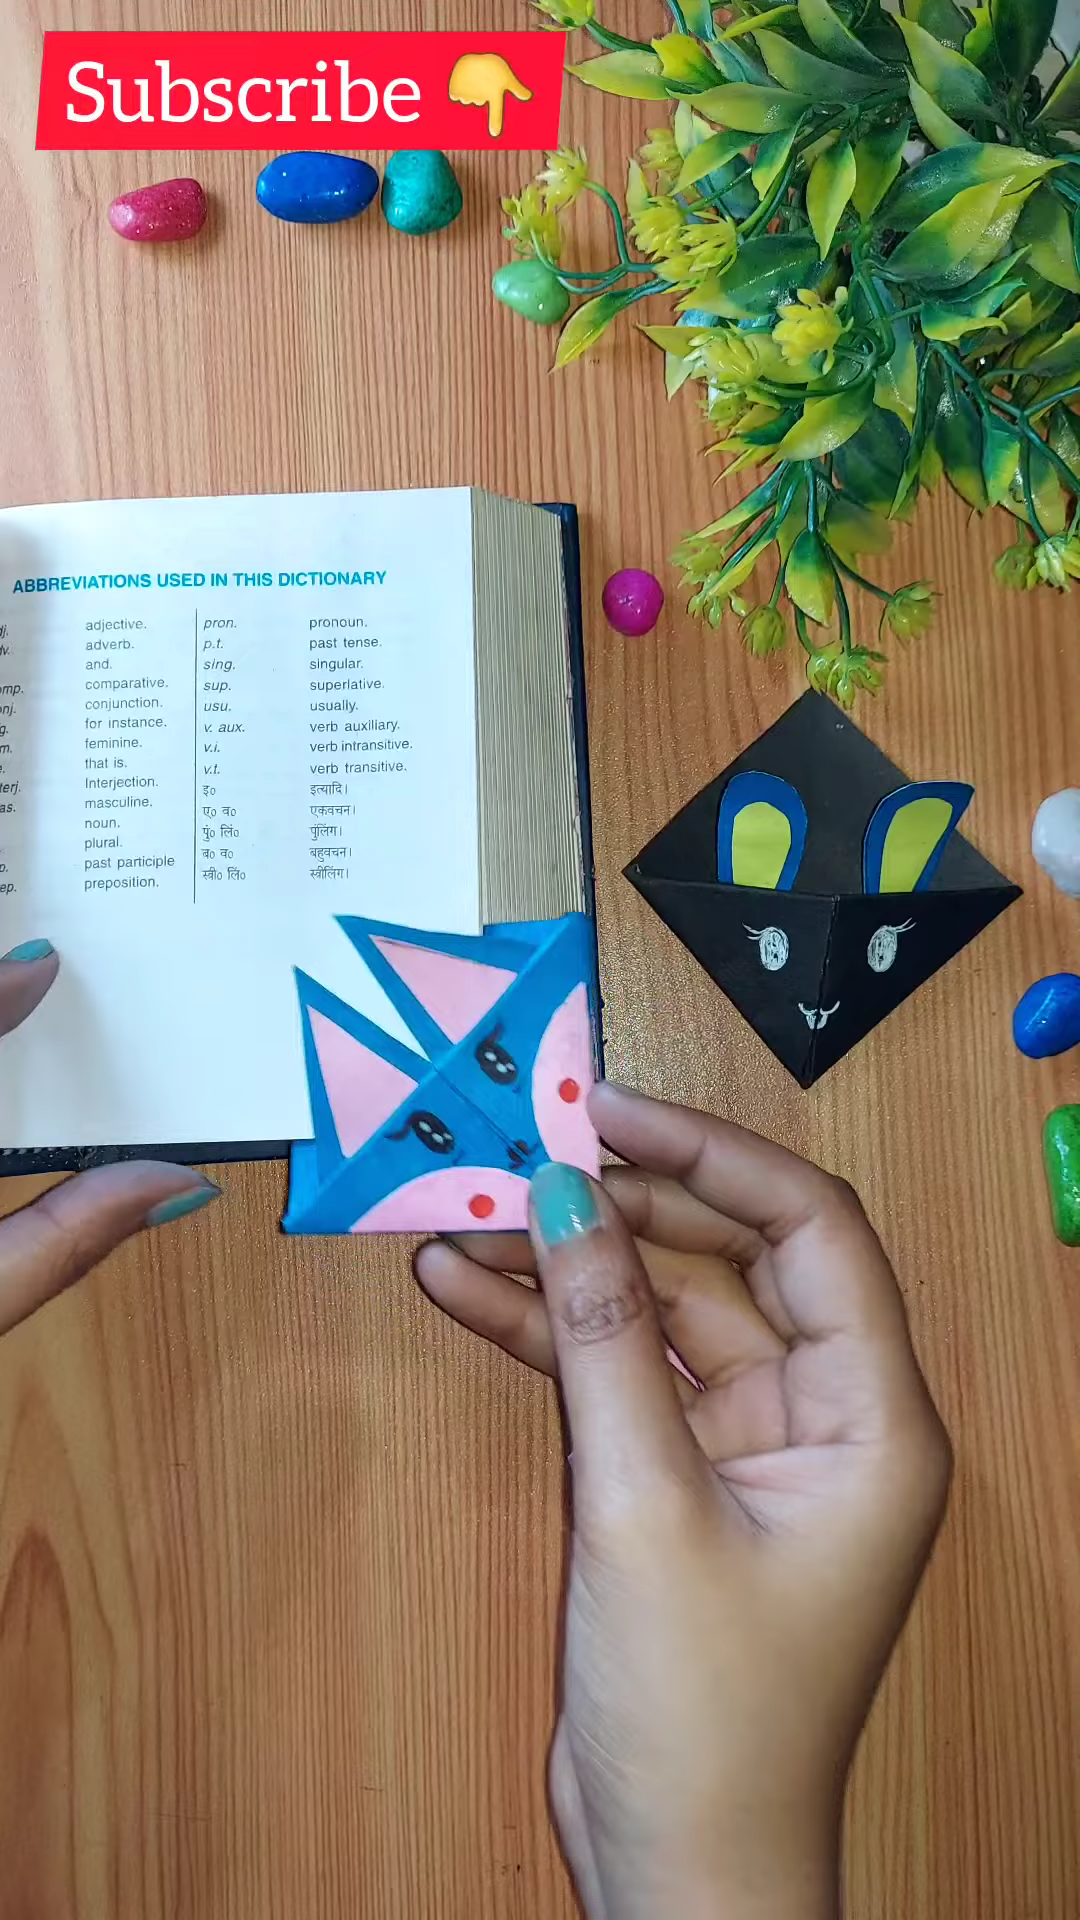 Subscribe 👇
ABBREVIATIONS USED IN THIS DICTIONARY
adjective.
adverb.
and.
comparative.
conjunction.
for instance.
feminine.
that is.
Interjection.
masculine.
noun.
plural.
past participle
preposition.
pron. pronoun.
p.t. past tense.
sing. singular.
sup. superlative.
usu. usually.
v. aux. verb auxiliary.
v.i. verb intransitive.
v.t. verb transitive.
इ० इत्यादि।
ए० व० एकवचन।
पुं० लिं० पुंलिंग।
ब० व० बहुवचन।
स्त्री० लिं० स्त्रीलिंग।